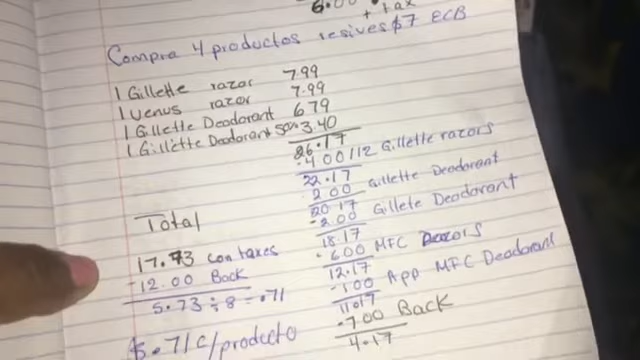 6.00
+ tax
Compra 4 productos resives $7 ECB
1 Gillette razor 7.99
1 Venus razor 7.99
1 Gillette Deodorant 6 79
1 Gillette Deodorant 50% 3.40
26.17
-4 00 1/2 Gillette razors
22.17
2 00 Gillette Deodorant
20 17
-2.00 Gillete Deodorant
18.17
- 6 00 MFC Razors
12.17
-1 00 App MFC Deodorant
11.17
-7 00 Back
4.17
Total
17.73 con taxes
-12.00 Back
5.73 ÷ 8 = .71
$.71 c/producto